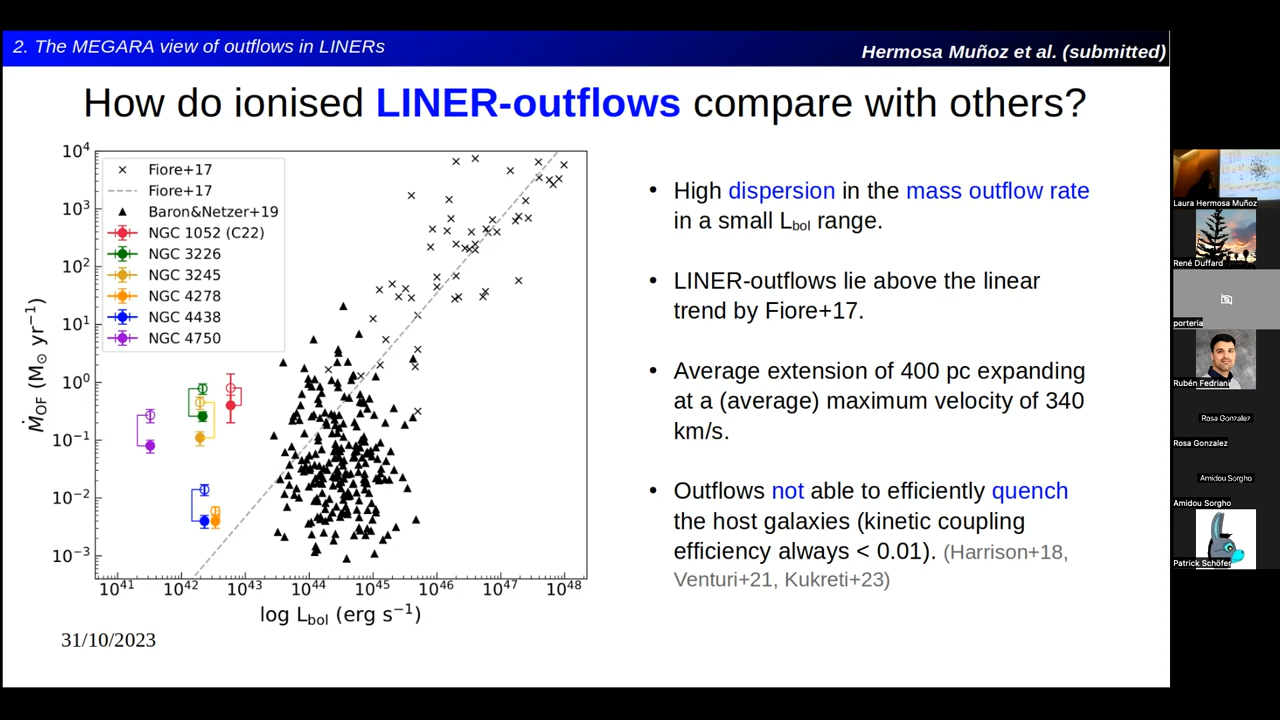 2. The MEGARA view of outflows in LINERs
Hermosa Muñoz et al. (submitted)
How do ionised LINER-outflows compare with others?
10⁴
10³
10²
10¹
10⁰
10⁻¹
10⁻²
10⁻³
Ṁ_OF (M⊙ yr⁻¹)
Fiore+17
Fiore+17
Baron&Netzer+19
NGC 1052 (C22)
NGC 3226
NGC 3245
NGC 4278
NGC 4438
NGC 4750
10⁴¹ 10⁴² 10⁴³ 10⁴⁴ 10⁴⁵ 10⁴⁶ 10⁴⁷ 10⁴⁸
log L_bol (erg s⁻¹)
31/10/2023
• High dispersion in the mass outflow rate
in a small L_bol range.
• LINER-outflows lie above the linear
trend by Fiore+17.
• Average extension of 400 pc expanding
at a (average) maximum velocity of 340
km/s.
• Outflows not able to efficiently quench
the host galaxies (kinetic coupling
efficiency always < 0.01). (Harrison+18,
Venturi+21, Kukreti+23)
Laura Hermosa Muñoz
René Duffard
porteria
Rubén Fedriani
Rosa Gonzalez
Rosa Gonzalez
Amidou Sorgho
Amidou Sorgho
Patrick Schöfer